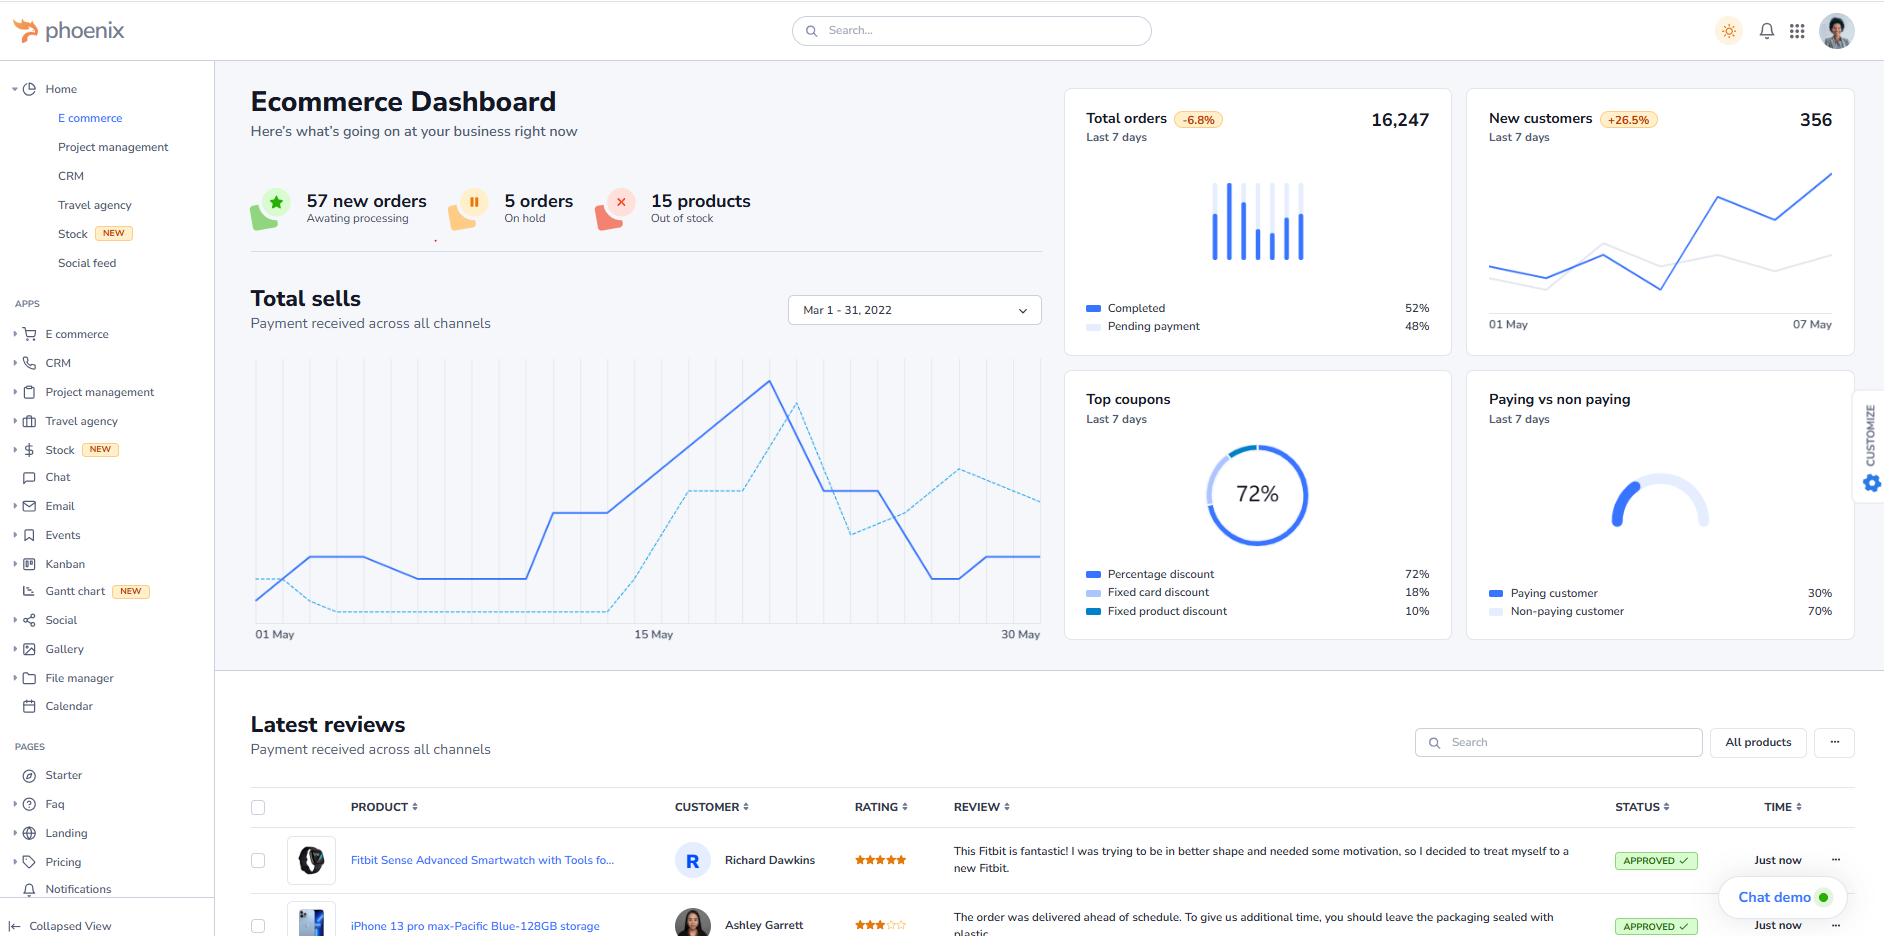 phoenix
Search...
Home
E commerce
Project management
CRM
Travel agency
Stock NEW
Social feed
APPS
E commerce
CRM
Project management
Travel agency
Stock NEW
Chat
Email
Events
Kanban
Gantt chart NEW
Social
Gallery
File manager
Calendar
PAGES
Starter
Faq
Landing
Pricing
Notifications
Collapsed View
Ecommerce Dashboard
Here's what's going on at your business right now
57 new orders
Awating processing
5 orders
On hold
15 products
Out of stock
Total sells
Payment received across all channels
Mar 1 - 31, 2022
01 May
15 May
30 May
Total orders -6.8% 16,247
Last 7 days
Completed 52%
Pending payment 48%
New customers +26.5% 356
Last 7 days
01 May 07 May
Top coupons
Last 7 days
72%
Percentage discount 72%
Fixed card discount 18%
Fixed product discount 10%
Paying vs non paying
Last 7 days
Paying customer 30%
Non-paying customer 70%
CUSTOMIZE
Latest reviews
Payment received across all channels
Search
All products
PRODUCT CUSTOMER RATING REVIEW STATUS TIME
Fitbit Sense Advanced Smartwatch with Tools fo...
R
Richard Dawkins
This Fitbit is fantastic! I was trying to be in better shape and needed some motivation, so I decided to treat myself to a
new Fitbit.
APPROVED
Just now
iPhone 13 pro max-Pacific Blue-128GB storage
Ashley Garrett
The order was delivered ahead of schedule. To give us additional time, you should leave the packaging sealed with
plastic.
APPROVED
Just now
Chat demo